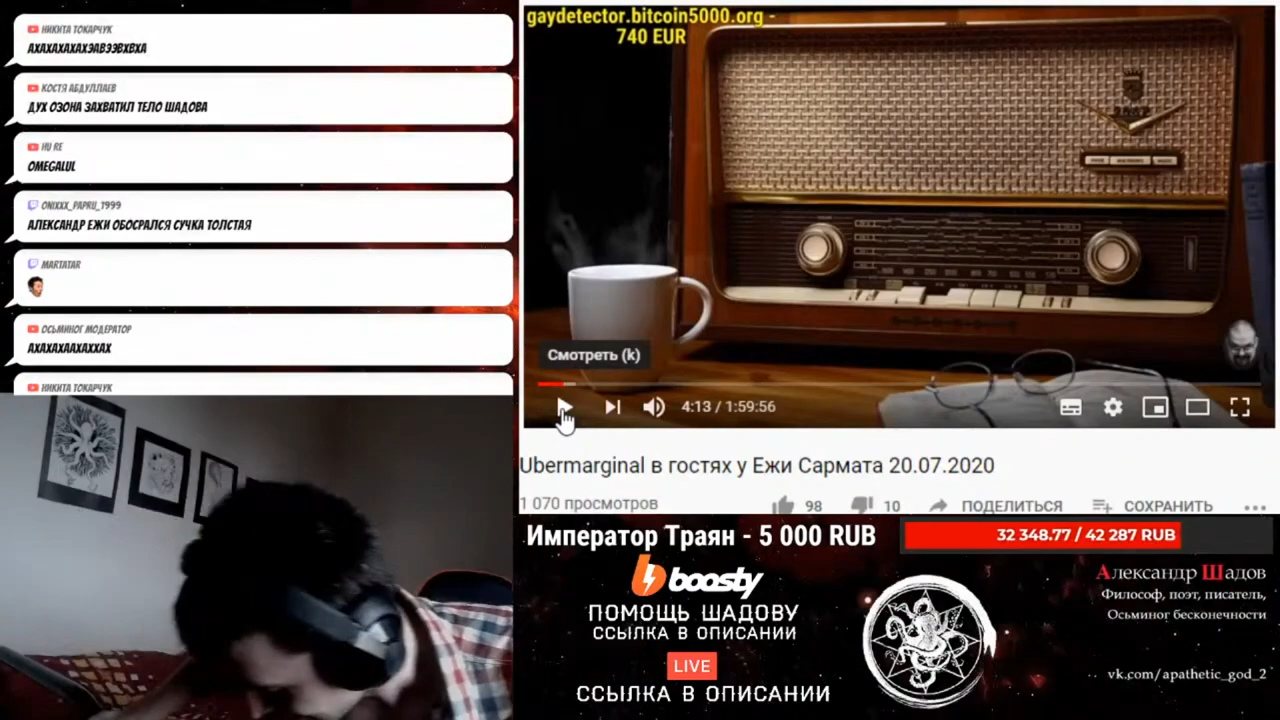 НИКИТА ТОКАРЧУК
АХАХАХАХАХЭАВЭЭВХВХА
КОСТЯ АБДУЛЛАЕВ
ДУХ ОЗОНА ЗАХВАТИЛ ТЕЛО ШАДОВА
HU RE
OMEGALUL
ONIXXX_PAPRIJ_1999
АЛЕКСАНДР ЕЖИ ОБОСРАЛСЯ СУЧКА ТОЛСТАЯ
MARTATAR
ОСЬМИНОГ МОДЕРАТОР
АХАХАХААХАХХАХ
НИКИТА ТОКАРЧУК
gaydetector.bitcoin5000.org -
740 EUR
Смотреть (k)
4:13 / 1:59:56
Ubermarginal в гостях у Ежи Сармата 20.07.2020
1 070 просмотров
98
10
ПОДЕЛИТЬСЯ
СОХРАНИТЬ
Император Траян - 5 000 RUB
32 348.77 / 42 287 RUB
boosty
ПОМОЩЬ ШАДОВУ
ССЫЛКА В ОПИСАНИИ
LIVE
ССЫЛКА В ОПИСАНИИ
Александр Шадов
Философ, поэт, писатель,
Осьминог бесконечности
vk.com/apathetic_god_2